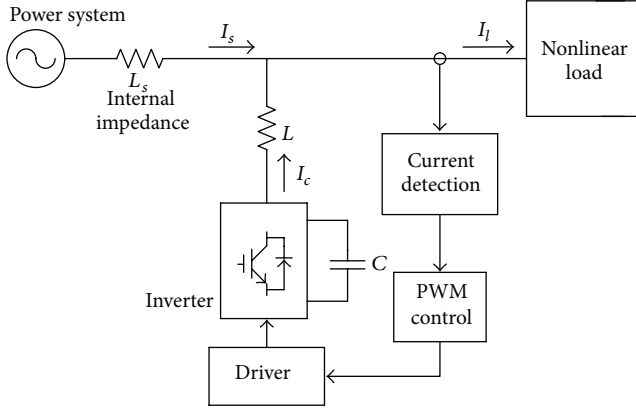 Power system
I_s
I_l
Nonlinear
load
L_s
Internal
impedance
L
I_c
Current
detection
C
Inverter
PWM
control
Driver